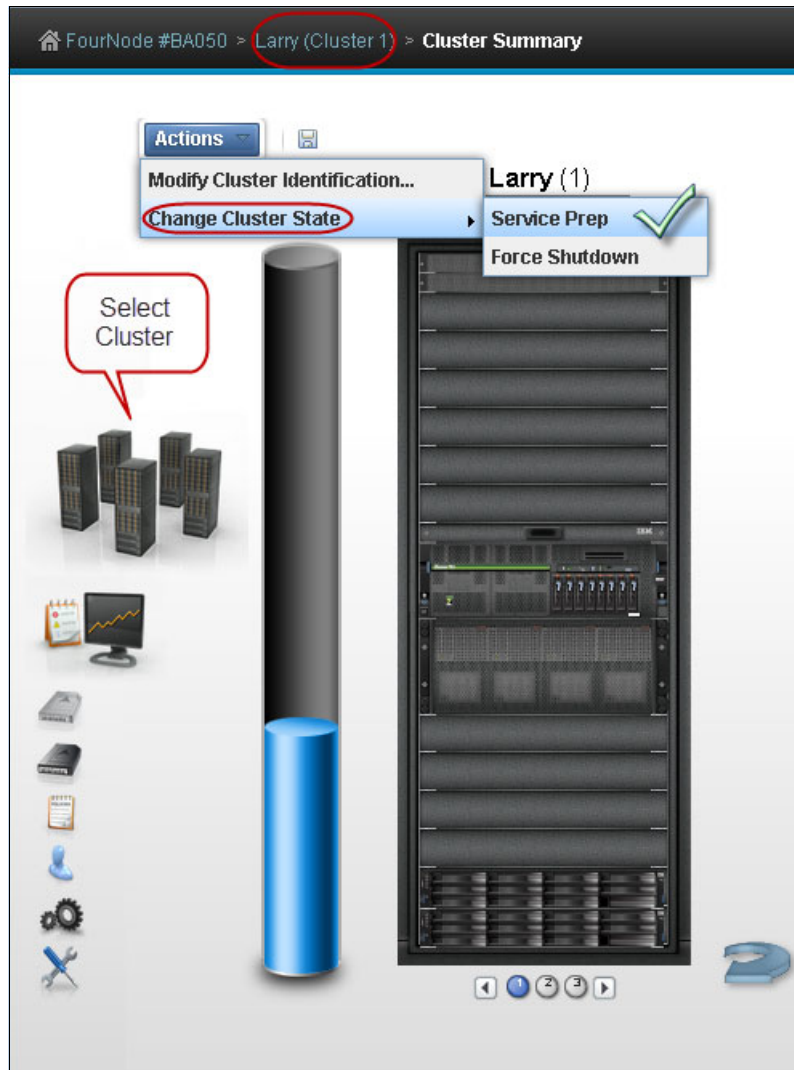 FourNode #BA050 > Larry (Cluster 1) > Cluster Summary
Actions
Modify Cluster Identification...
Larry (1)
Change Cluster State
Service Prep
Force Shutdown
Select
Cluster
IBM
1 2 3